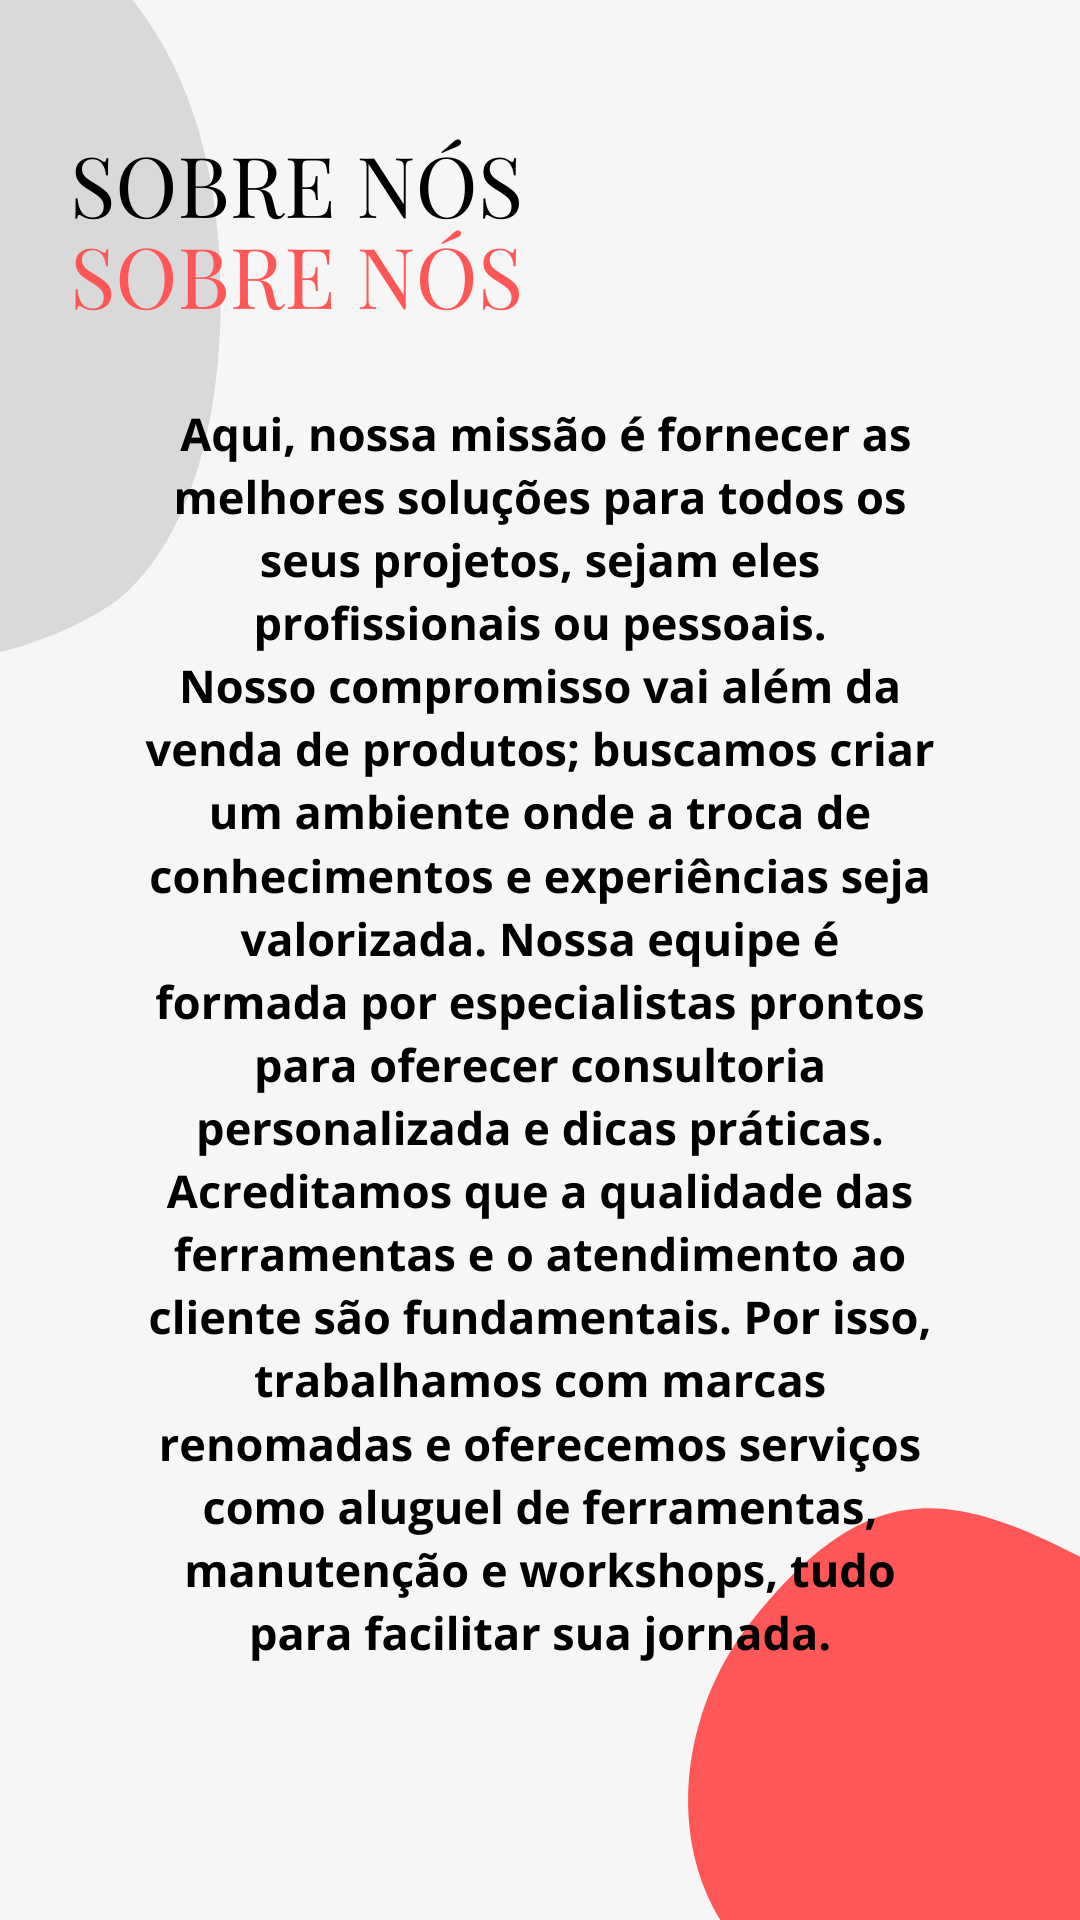 SOBRE NÓS
SOBRE NÓS
Aqui, nossa missão é fornecer as
melhores soluções para todos os
seus projetos, sejam eles
profissionais ou pessoais.
Nosso compromisso vai além da
venda de produtos; buscamos criar
um ambiente onde a troca de
conhecimentos e experiências seja
valorizada. Nossa equipe é
formada por especialistas prontos
para oferecer consultoria
personalizada e dicas práticas.
Acreditamos que a qualidade das
ferramentas e o atendimento ao
cliente são fundamentais. Por isso,
trabalhamos com marcas
renomadas e oferecemos serviços
como aluguel de ferramentas,
manutenção e workshops, tudo
para facilitar sua jornada.